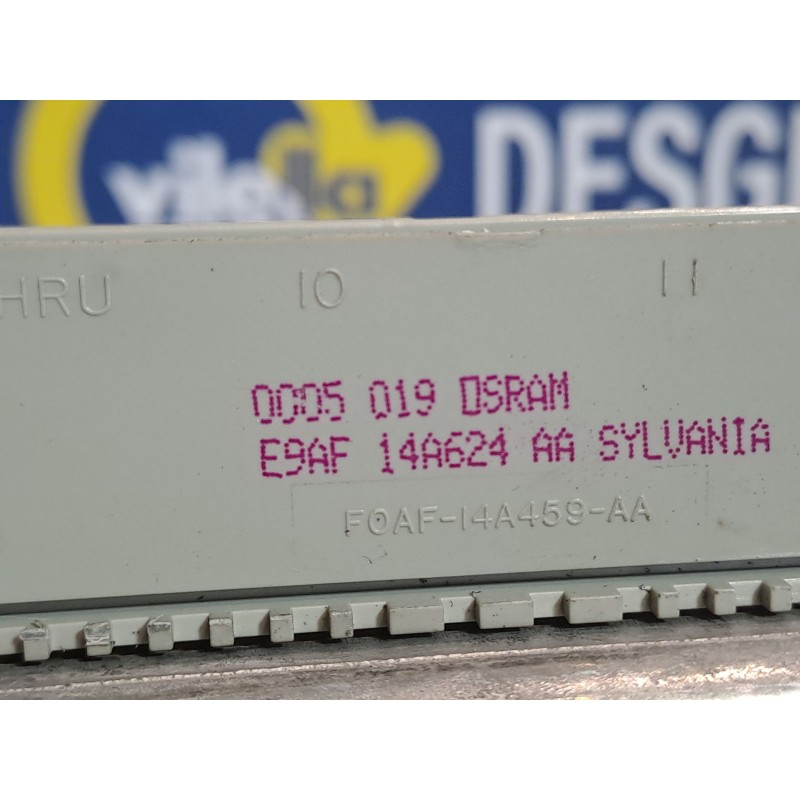 DESG
HRU 10 11
0005 019 OSRAM
E9AF 14A624 AA SYLVANIA
F0AF-14A459-AA